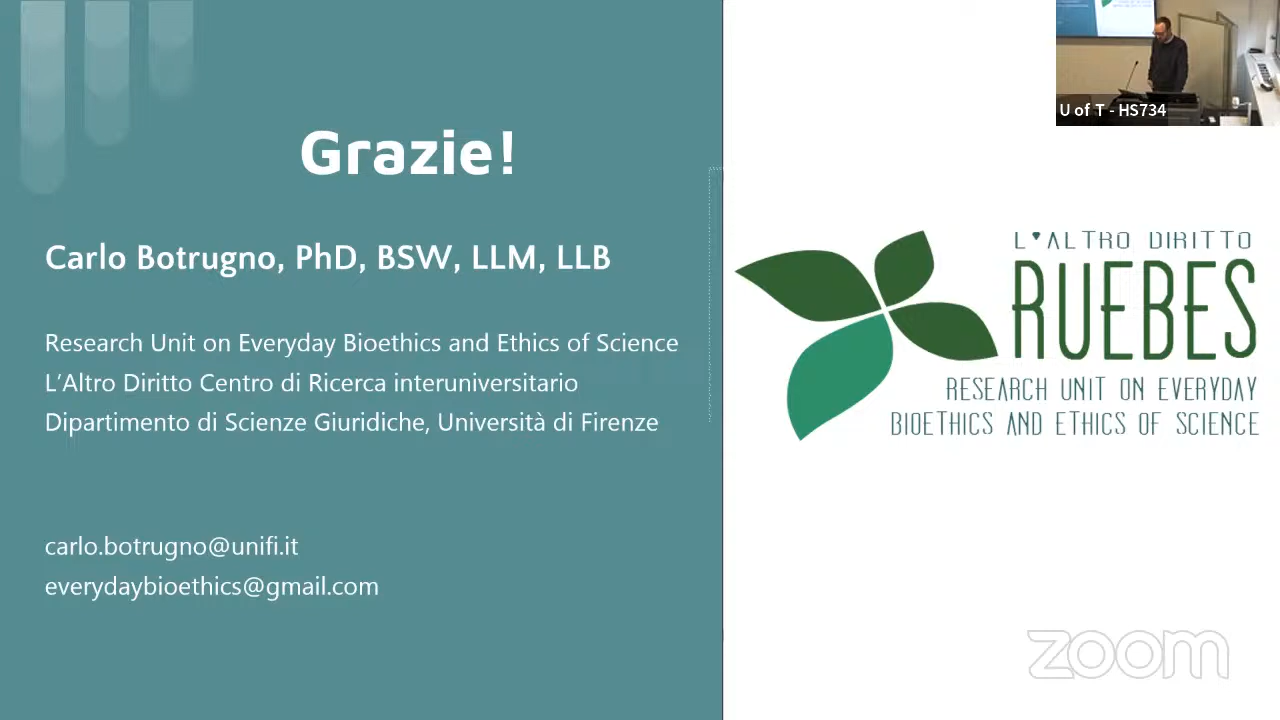 Grazie!
Carlo Botrugno, PhD, BSW, LLM, LLB
Research Unit on Everyday Bioethics and Ethics of Science
L'Altro Diritto Centro di Ricerca interuniversitario
Dipartimento di Scienze Giuridiche, Università di Firenze
carlo.botrugno@unifi.it
everydaybioethics@gmail.com
U of T - HS734
L'ALTRO DIRITTO
RUEBES
RESEARCH UNIT ON EVERYDAY
BIOETHICS AND ETHICS OF SCIENCE
zoom